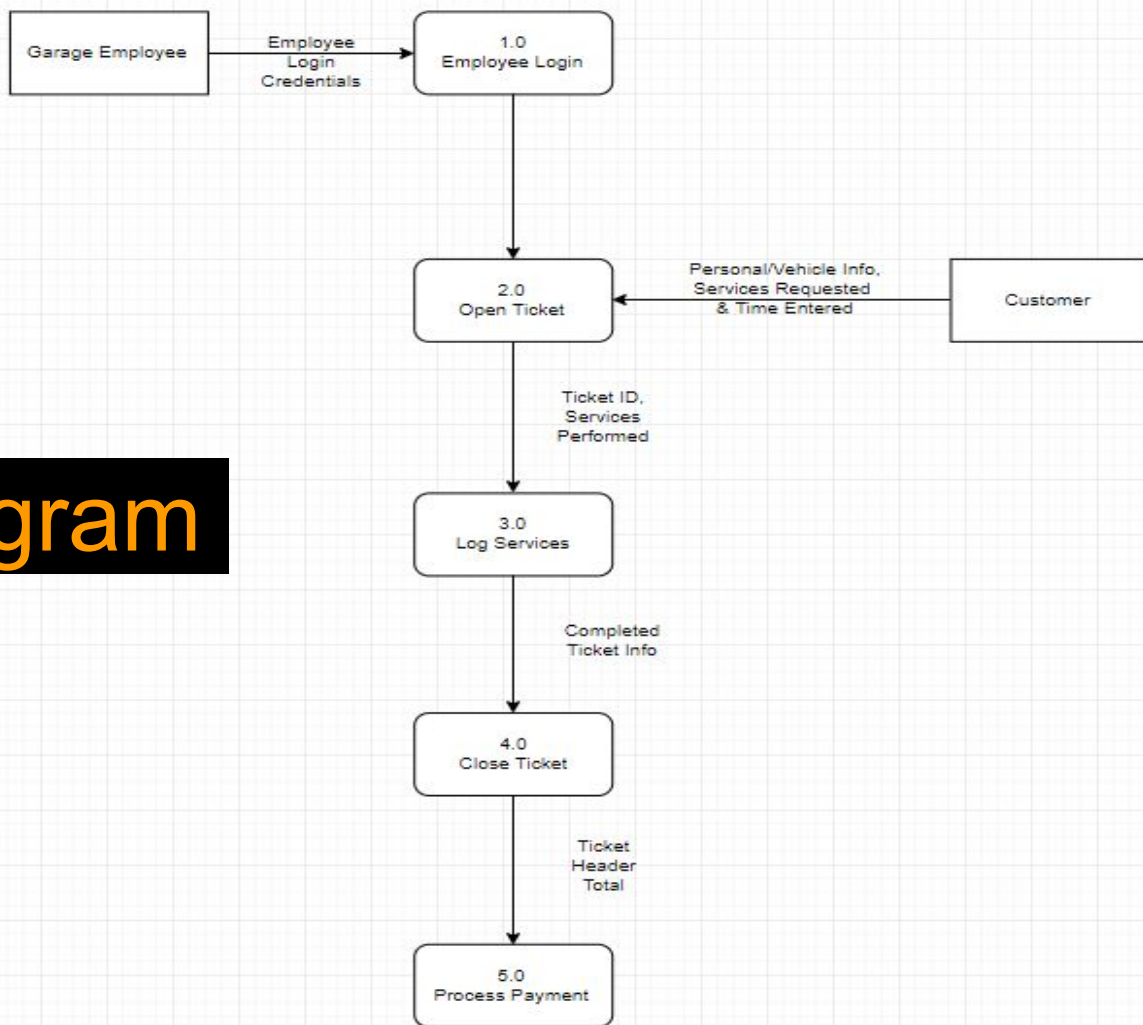 Garage Employee
Employee
Login
Credentials
1.0
Employee Login
2.0
Open Ticket
Personal/Vehicle Info,
Services Requested
& Time Entered
Customer
Ticket ID,
Services
Performed
gram
3.0
Log Services
Completed
Ticket Info
4.0
Close Ticket
Ticket
Header
Total
5.0
Process Payment